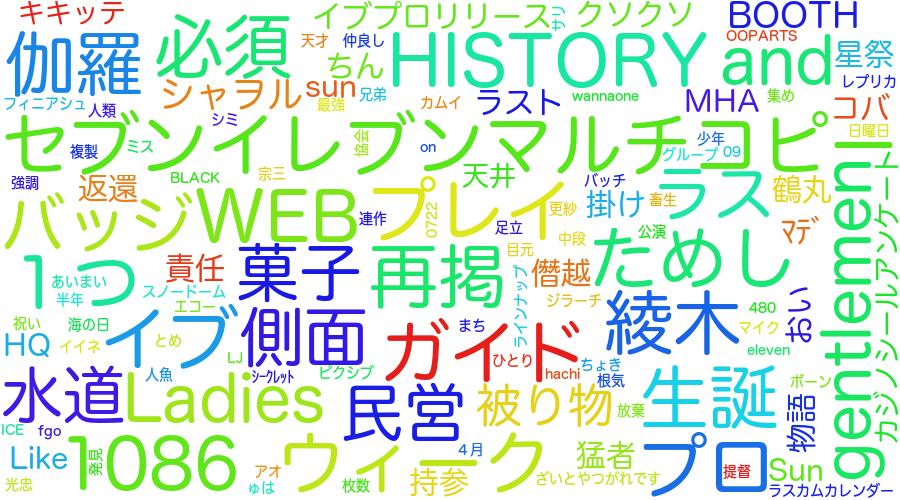 キキッテ
イブプロリリース
サリ
クソクソ
BOOTH
OOPARTS
伽羅
必須
天才
仲良し
ちん
HISTORY
and
星祭
シャヲル
sun
兄弟
最強
カムイ
ラスト
wannaone
MHA
集め
レプリカ
コバ
フィニアシュ
人類
シミ
セブンイレブンマルチコピ
日曜日
複製
ミス
協会
on
少年
グループ
09
強調
返還
BLACK
宗三
天井
バッチ
ラス
鶴丸
バッジ
WEB
連作
プレイ
0722
更紗
足立
掛け
畜生
公演
マデ
gentlemen!
カジノシールアンケート
1つ
あいまい
半年
責任
菓子
再掲
目元
中段
僭越
ためし
スノードーム
エコー
ラインナップ
ジラーチ
おい
480
祝い
海の日
イブ
側面
まち
綾木
マイク
HQ
イイネ
とめ
LJ
ガイド
ひとり
eleven
人魚
シークレット
ピクシブ
hachi
ちょき
根気
水道
Ladies
民営
被り物
放棄
生誕
ボーン
物語
ICE
fgo
1086
ウィーク
4月
猛者
プロ
Like
発見
アオ
持参
提督
Sun
光忠
ゅは
枚数
ざいとやつがれです
ラスカムカレンダー